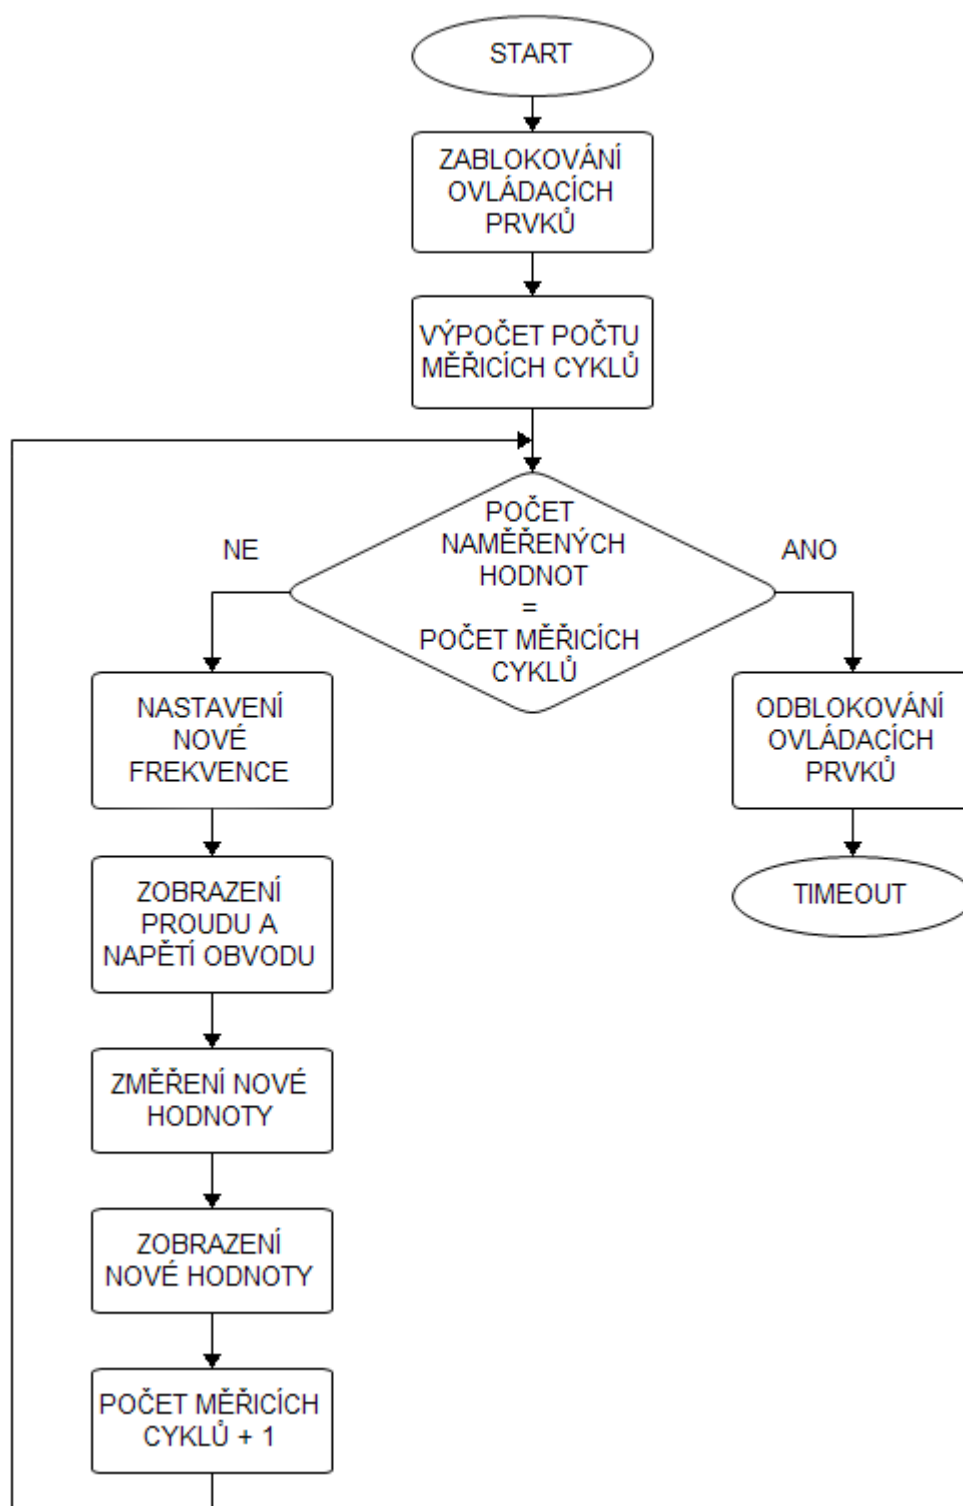 START
ZABLOKOVÁNÍ
OVLÁDACÍCH
PRVKŮ
VÝPOČET POČTU
MĚŘICÍCH CYKLŮ
POČET
NAMĚŘENÝCH
HODNOT
=
POČET MĚŘICÍCH
CYKLŮ
NE
ANO
NASTAVENÍ
NOVÉ
FREKVENCE
ODBLOKOVÁNÍ
OVLÁDACÍCH
PRVKŮ
ZOBRAZENÍ
PROUDU A
NAPĚTÍ OBVODU
TIMEOUT
ZMĚŘENÍ NOVÉ
HODNOTY
ZOBRAZENÍ
NOVÉ HODNOTY
POČET MĚŘICÍCH
CYKLŮ + 1